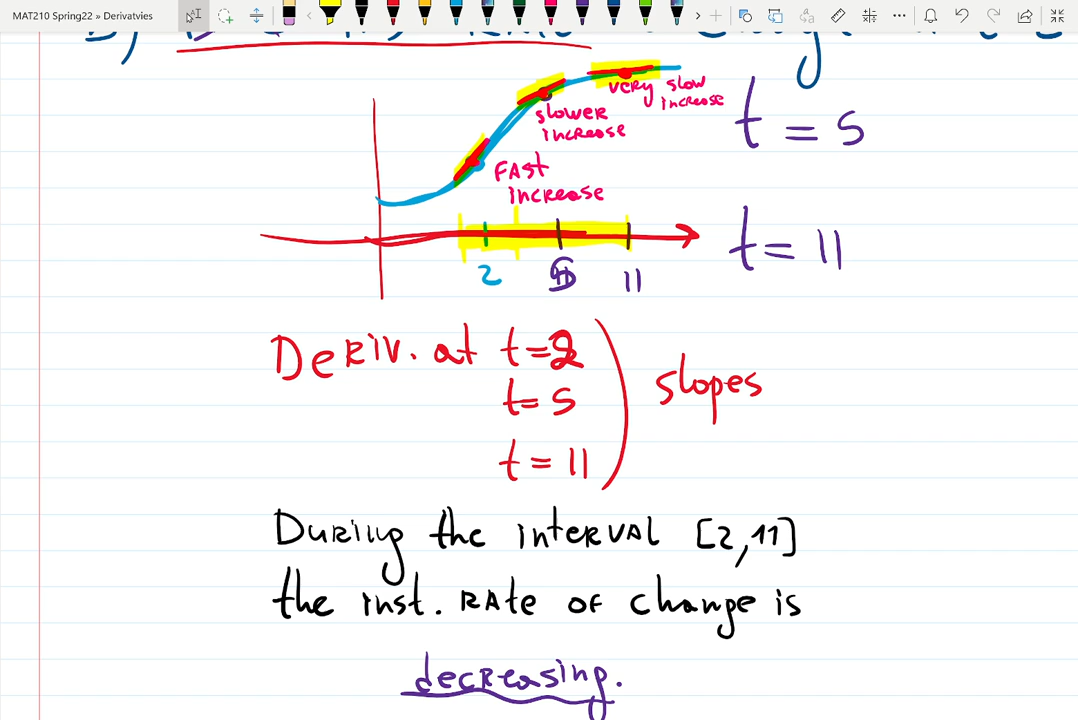 MAT210 Spring22 » Derivatvies
VERY slow
increase
slower
increase
t = 5
FAst
increase
2
5
11
t = 11
DeRiv. at t=2
t= 5
t = 11
slopes
During the interval [2,11]
the inst. RAte of change is
decreasing.